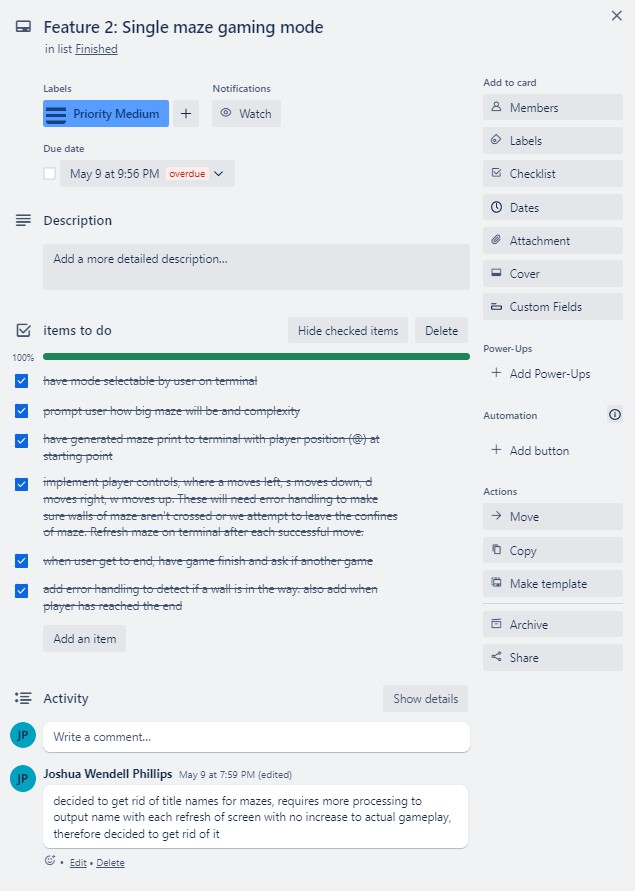 Feature 2: Single maze gaming mode
in list Finished
Labels
Priority Medium
Notifications
Watch
Due date
May 9 at 9:56 PM overdue
Description
Add a more detailed description...
items to do
Hide checked items
Delete
100%
have mode selectable by user on terminal
prompt user how big maze will be and complexity
have generated maze print to terminal with player position (@) at
starting point
implement player controls, where a moves left, s moves down, d
moves right, w moves up. These will need error handling to make
sure walls of maze aren't crossed or we attempt to leave the confines
of maze. Refresh maze on terminal after each successful move.
when user get to end, have game finish and ask if another game
add error handling to detect if a wall is in the way. also add when
player has reached the end
Add an item
Activity
Show details
JP
Write a comment...
JP
Joshua Wendell Phillips May 9 at 7:59 PM (edited)
decided to get rid of title names for mazes, requires more processing to
output name with each refresh of screen with no increase to actual gameplay,
therefore decided to get rid of it
• Edit • Delete
Add to card
Members
Labels
Checklist
Dates
Attachment
Cover
Custom Fields
Power-Ups
+ Add Power-Ups
Automation
+ Add button
Actions
Move
Copy
Make template
Archive
Share